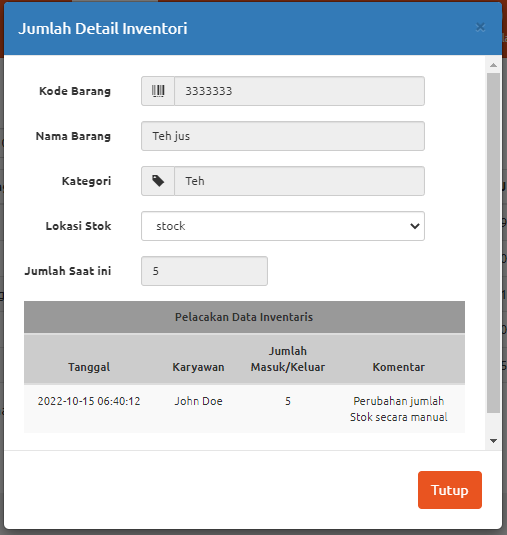 Jumlah Detail Inventori
×
Kode Barang
3333333
Nama Barang
Teh jus
Kategori
Teh
Lokasi Stok
stock
Jumlah Saat ini
5
Pelacakan Data Inventaris
Tanggal
Karyawan
Jumlah
Masuk/Keluar
Komentar
2022-10-15 06:40:12
John Doe
5
Perubahan jumlah
Stok secara manual
Tutup